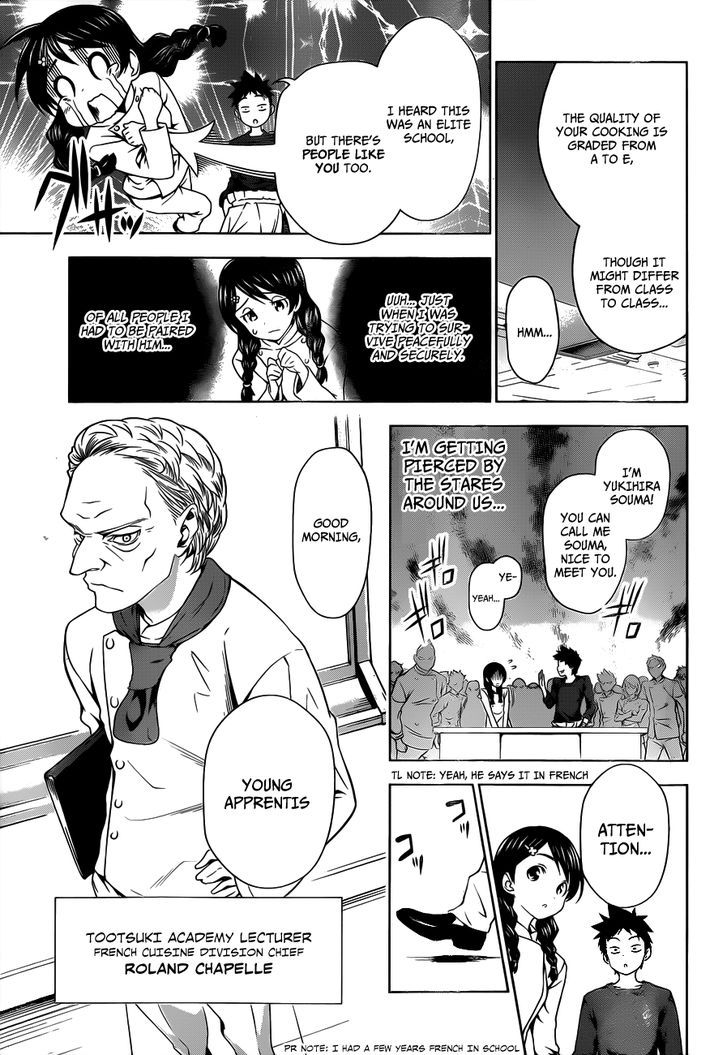 THE QUALITY OF
YOUR COOKING IS
GRADED FROM
A TO E,
THOUGH IT
MIGHT DIFFER
FROM CLASS
TO CLASS...
HMM...
I HEARD THIS
WAS AN ELITE
SCHOOL,
BUT THERE'S
PEOPLE LIKE
YOU TOO.
UUH... JUST
WHEN I WAS
TRYING TO SUR-
VIVE PEACEFULLY
AND SECURELY.
OF ALL PEOPLE I
HAD TO BE PAIRED
WITH HIM...
I'M
YUKIHIRA
SOUMA!
YOU CAN
CALL ME
SOUMA,
NICE TO
MEET YOU.
I'M GETTING
PIERCED BY
THE STARES
AROUND US...
YE-
YEAH...
TL NOTE: YEAH, HE SAYS IT IN FRENCH
ATTEN-
TION...
GOOD
MORNING,
YOUNG
APPRENTIS
TOOTSUKI ACADEMY LECTURER
FRENCH CUISINE DIVISION CHIEF
ROLAND CHAPELLE
PR NOTE: I HAD A FEW YEARS FRENCH IN SCHOOL